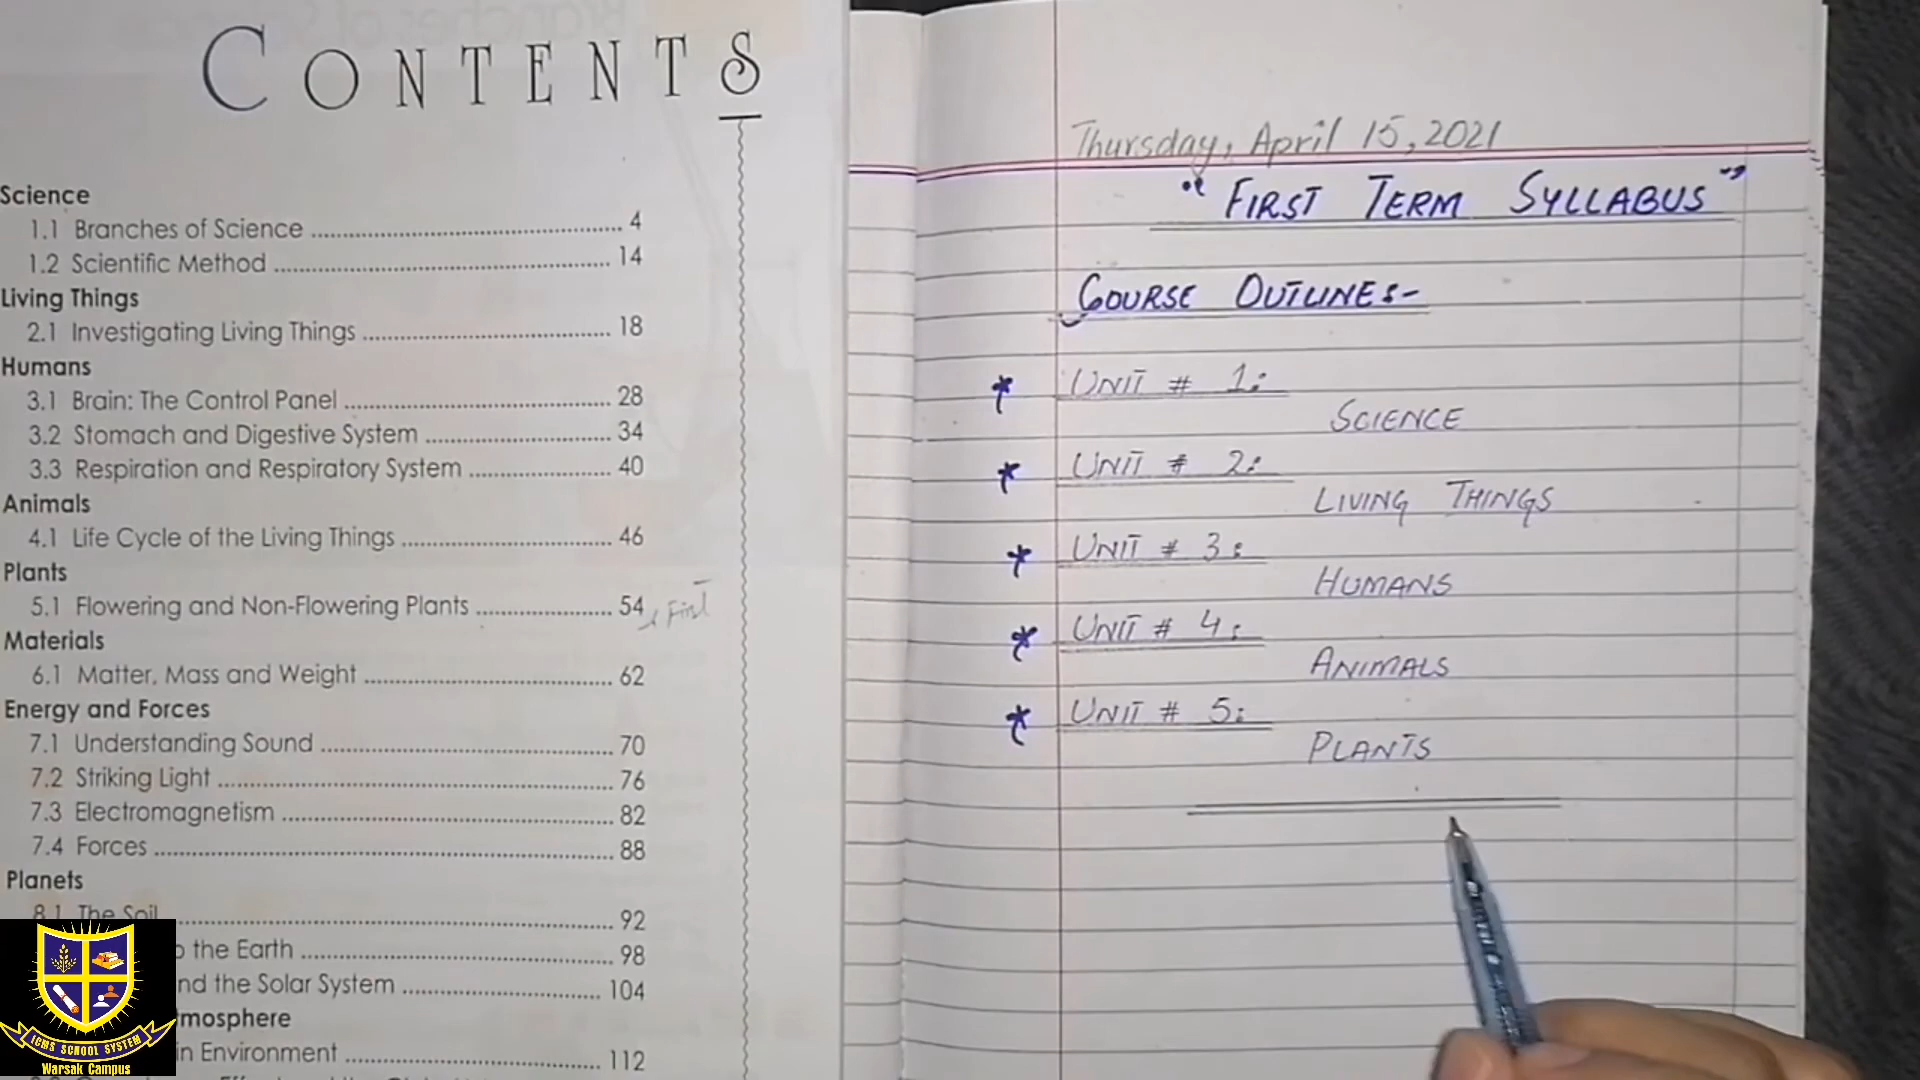 CONTENTS
Science
1.1 Branches of Science 4
1.2 Scientific Method 14
Living Things
2.1 Investigating Living Things 18
Humans
3.1 Brain: The Control Panel 28
3.2 Stomach and Digestive System 34
3.3 Respiration and Respiratory System 40
Animals
4.1 Life Cycle of the Living Things 46
Plants
5.1 Flowering and Non-Flowering Plants 54
Materials
6.1 Matter, Mass and Weight 62
Energy and Forces
7.1 Understanding Sound 70
7.2 Striking Light 76
7.3 Electromagnetism 82
7.4 Forces 88
Planets
8.1 The Soil 92
the Earth 98
the Solar System 104
in Environment 112
Thursday, April 15, 2021
"FIRST TERM SYLLABUS"
COURSE OUTLINES-
* UNIT # 1:
SCIENCE
* UNIT # 2:
LIVING THINGS
* UNIT # 3:
HUMANS
* UNIT # 4:
ANIMALS
* UNIT # 5:
PLANTS
ICMS SCHOOL SYSTEM
Warsak Campus